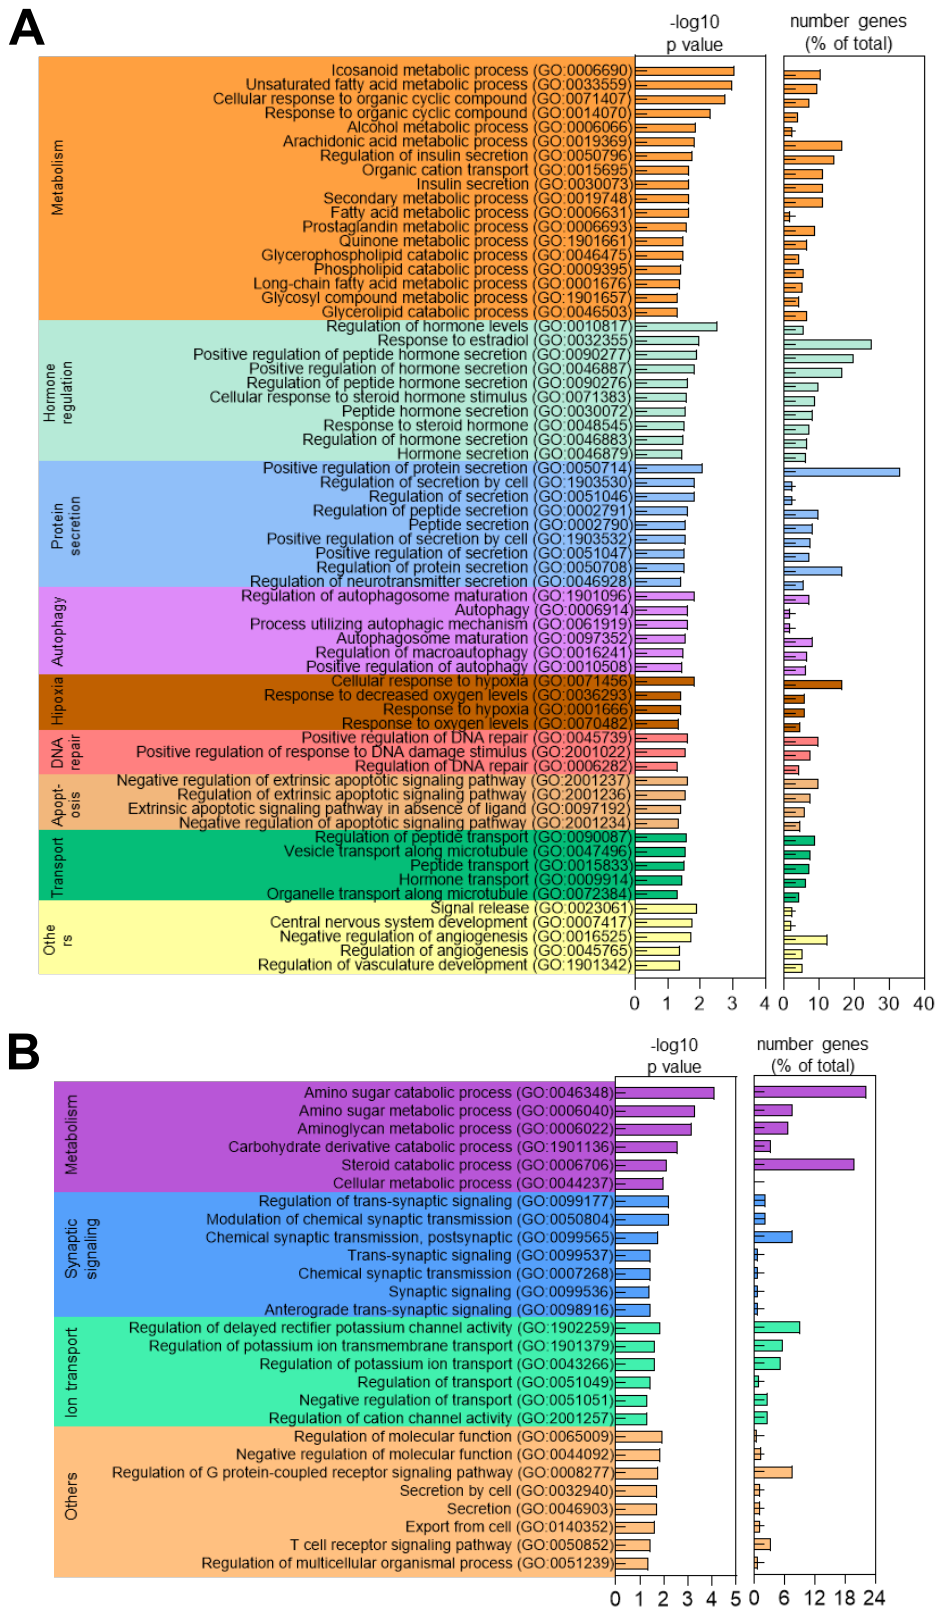 A
-log10
p value
number genes
(% of total)
Metabolism
Icosanoid metabolic process (GO:0006690)
Unsaturated fatty acid metabolic process (GO:0033559)
Cellular response to organic cyclic compound (GO:0071407)
Response to organic cyclic compound (GO:0014070)
Alcohol metabolic process (GO:0006066)
Arachidonic acid metabolic process (GO:0019369)
Regulation of insulin secretion (GO:0050796)
Organic cation transport (GO:0015695)
Insulin secretion (GO:0030073)
Secondary metabolic process (GO:0019748)
Fatty acid metabolic process (GO:0006631)
Prostaglandin metabolic process (GO:0006693)
Quinone metabolic process (GO:1901661)
Glycerophospholipid catabolic process (GO:0046475)
Phospholipid catabolic process (GO:0009395)
Long-chain fatty acid metabolic process (GO:0001676)
Glycosyl compound metabolic process (GO:1901657)
Glycerolipid catabolic process (GO:0046503)
Hormone
regulation
Regulation of hormone levels (GO:0010817)
Response to estradiol (GO:0032355)
Positive regulation of peptide hormone secretion (GO:0090277)
Positive regulation of hormone secretion (GO:0046887)
Regulation of peptide hormone secretion (GO:0090276)
Cellular response to steroid hormone stimulus (GO:0071383)
Peptide hormone secretion (GO:0030072)
Response to steroid hormone (GO:0048545)
Regulation of hormone secretion (GO:0046883)
Hormone secretion (GO:0046879)
Protein
secretion
Positive regulation of protein secretion (GO:0050714)
Regulation of secretion by cell (GO:1903530)
Regulation of secretion (GO:0051046)
Regulation of peptide secretion (GO:0002791)
Peptide secretion (GO:0002790)
Positive regulation of secretion by cell (GO:1903532)
Positive regulation of secretion (GO:0051047)
Regulation of protein secretion (GO:0050708)
Regulation of neurotransmitter secretion (GO:0046928)
Autophagy
Regulation of autophagosome maturation (GO:1901096)
Autophagy (GO:0006914)
Process utilizing autophagic mechanism (GO:0061919)
Autophagosome maturation (GO:0097352)
Regulation of macroautophagy (GO:0016241)
Positive regulation of autophagy (GO:0010508)
Hipoxia
Cellular response to hypoxia (GO:0071456)
Response to decreased oxygen levels (GO:0036293)
Response to hypoxia (GO:0001666)
Response to oxygen levels (GO:0070482)
DNA
repair
Positive regulation of DNA repair (GO:0045739)
Positive regulation of response to DNA damage stimulus (GO:2001022)
Regulation of DNA repair (GO:0006282)
Apopt-
osis
Negative regulation of extrinsic apoptotic signaling pathway (GO:2001237)
Regulation of extrinsic apoptotic signaling pathway (GO:2001236)
Extrinsic apoptotic signaling pathway in absence of ligand (GO:0097192)
Negative regulation of apoptotic signaling pathway (GO:2001234)
Transport
Regulation of peptide transport (GO:0090087)
Vesicle transport along microtubule (GO:0047496)
Peptide transport (GO:0015833)
Hormone transport (GO:0009914)
Organelle transport along microtubule (GO:0072384)
Othe
rs
Signal release (GO:0023061)
Central nervous system development (GO:0007417)
Negative regulation of angiogenesis (GO:0016525)
Regulation of angiogenesis (GO:0045765)
Regulation of vasculature development (GO:1901342)
0 1 2 3 4 0 10 20 30 40
B
-log10
p value
number genes
(% of total)
Metabolism
Amino sugar catabolic process (GO:0046348)
Amino sugar metabolic process (GO:0006040)
Aminoglycan metabolic process (GO:0006022)
Carbohydrate derivative catabolic process (GO:1901136)
Steroid catabolic process (GO:0006706)
Cellular metabolic process (GO:0044237)
Synaptic
signaling
Regulation of trans-synaptic signaling (GO:0099177)
Modulation of chemical synaptic transmission (GO:0050804)
Chemical synaptic transmission, postsynaptic (GO:0099565)
Trans-synaptic signaling (GO:0099537)
Chemical synaptic transmission (GO:0007268)
Synaptic signaling (GO:0099536)
Anterograde trans-synaptic signaling (GO:0098916)
Ion transport
Regulation of delayed rectifier potassium channel activity (GO:1902259)
Regulation of potassium ion transmembrane transport (GO:1901379)
Regulation of potassium ion transport (GO:0043266)
Regulation of transport (GO:0051049)
Negative regulation of transport (GO:0051051)
Regulation of cation channel activity (GO:2001257)
Others
Regulation of molecular function (GO:0065009)
Negative regulation of molecular function (GO:0044092)
Regulation of G protein-coupled receptor signaling pathway (GO:0008277)
Secretion by cell (GO:0032940)
Secretion (GO:0046903)
Export from cell (GO:0140352)
T cell receptor signaling pathway (GO:0050852)
Regulation of multicellular organismal process (GO:0051239)
0 1 2 3 4 5 0 6 12 18 24